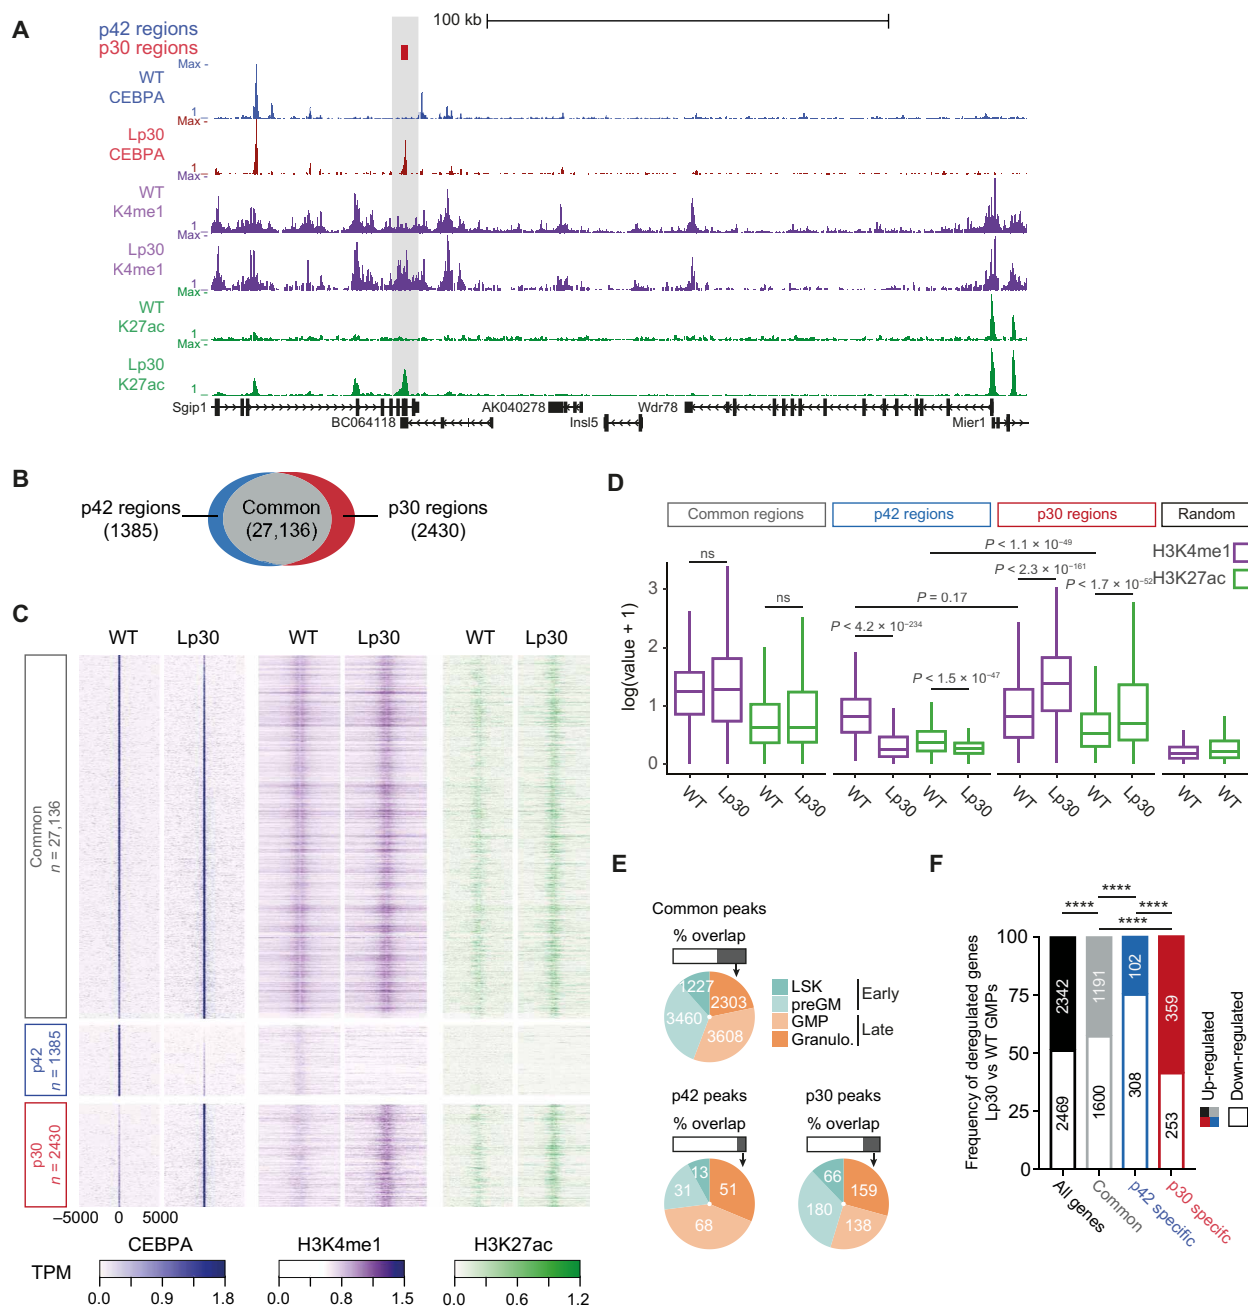 A
100 kb
p42 regions
p30 regions
Max -
WT
CEBPA
1
Max -
Lp30
CEBPA
1
Max -
WT
K4me1
1
Max -
Lp30
K4me1
1
Max -
WT
K27ac
1
Max -
Lp30
K27ac
1
Sgip1
AK040278
Wdr78
BC064118
Insl5
Mier1
B
p42 regions
(1385)
Common
(27,136)
p30 regions
(2430)
C
WT
Lp30
WT
Lp30
WT
Lp30
Common
n = 27,136
p42
n = 1385
p30
n = 2430
−5000 0 5000
CEBPA
H3K4me1
H3K27ac
TPM
0.0 0.9 1.8
0.0 0.8 1.5
0.0 0.6 1.2
D
Common regions
p42 regions
p30 regions
Random
P < 1.1 × 10−49
H3K4me1
H3K27ac
ns
ns
P = 0.17
P < 4.2 × 10−234
P < 1.5 × 10−47
P < 2.3 × 10−161
P < 1.7 × 10−52
log(value + 1)
3
2
1
0
WT
Lp30
WT
Lp30
WT
Lp30
WT
Lp30
WT
Lp30
WT
Lp30
WT
WT
E
Common peaks
% overlap
1227
2303
3460
3608
LSK
preGM
GMP
Granulo.
Early
Late
p42 peaks
% overlap
13
51
31
68
p30 peaks
% overlap
66
159
180
138
F
****
**** ****
****
Frequency of deregulated genes
Lp30 vs WT GMPs
100
75
50
25
0
2342
2469
1191
1600
102
308
359
253
All genes
Common
p42 specific
p30 specifc
Up-regulated
Down-regulated